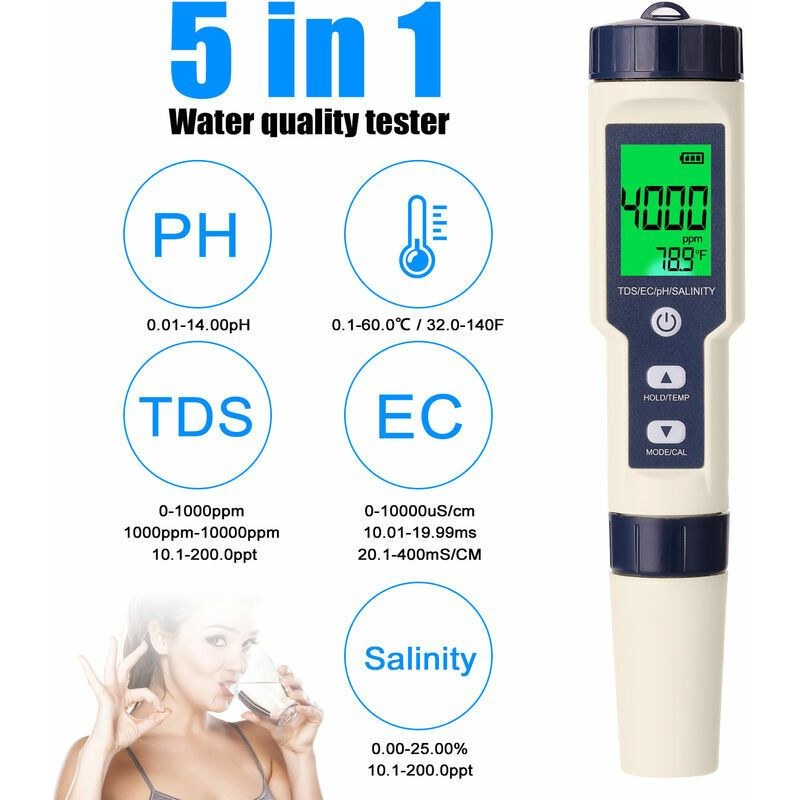 5 in 1
Water quality tester
PH
0.01-14.00pH
0.1-60.0℃ / 32.0-140F
TDS
0-1000ppm
1000ppm-10000ppm
10.1-200.0ppt
EC
0-10000uS/cm
10.01-19.99ms
20.1-400mS/CM
Salinity
0.00-25.00%
10.1-200.0ppt
4000
ppm
78.9°F
TDS/EC/pH/SALINITY
HOLD/TEMP
MODE/CAL